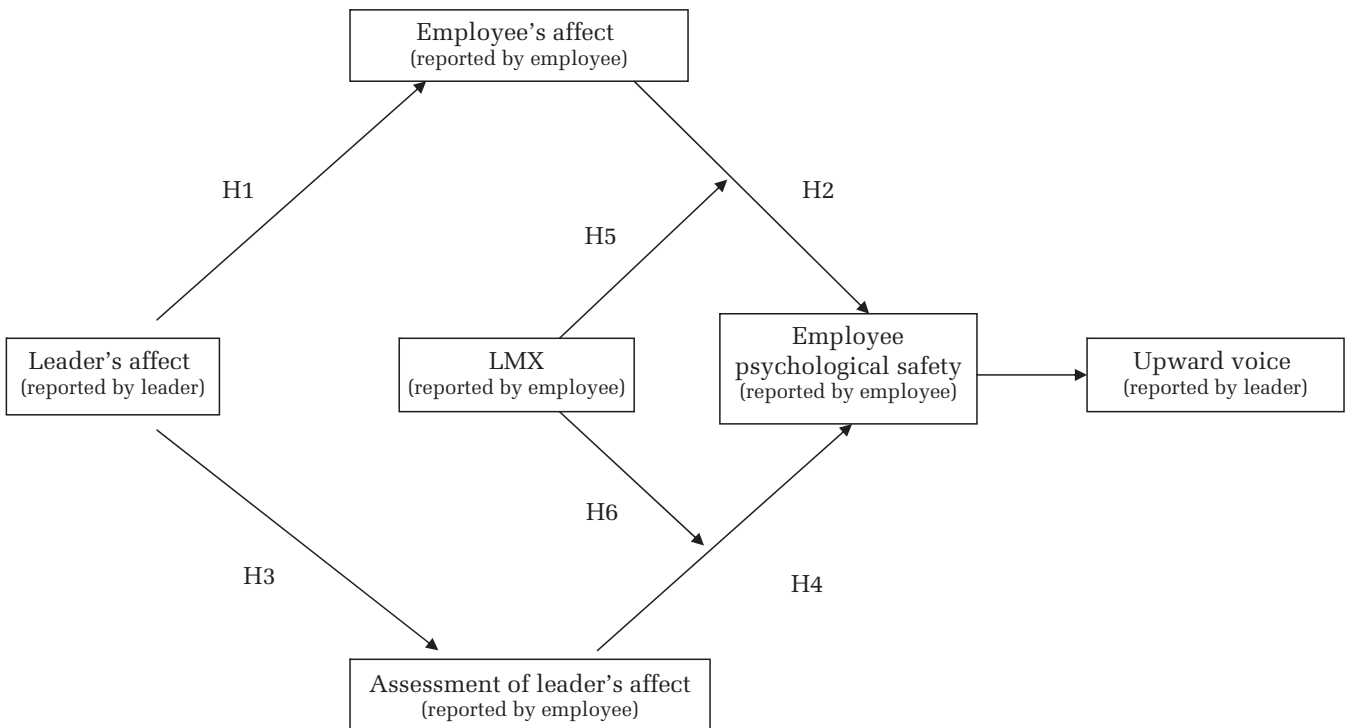 Employee’s affect
(reported by employee)
H1
H2
H5
Leader’s affect
(reported by leader)
LMX
(reported by employee)
Employee
psychological safety
(reported by employee)
Upward voice
(reported by leader)
H6
H3
H4
Assessment of leader’s affect
(reported by employee)